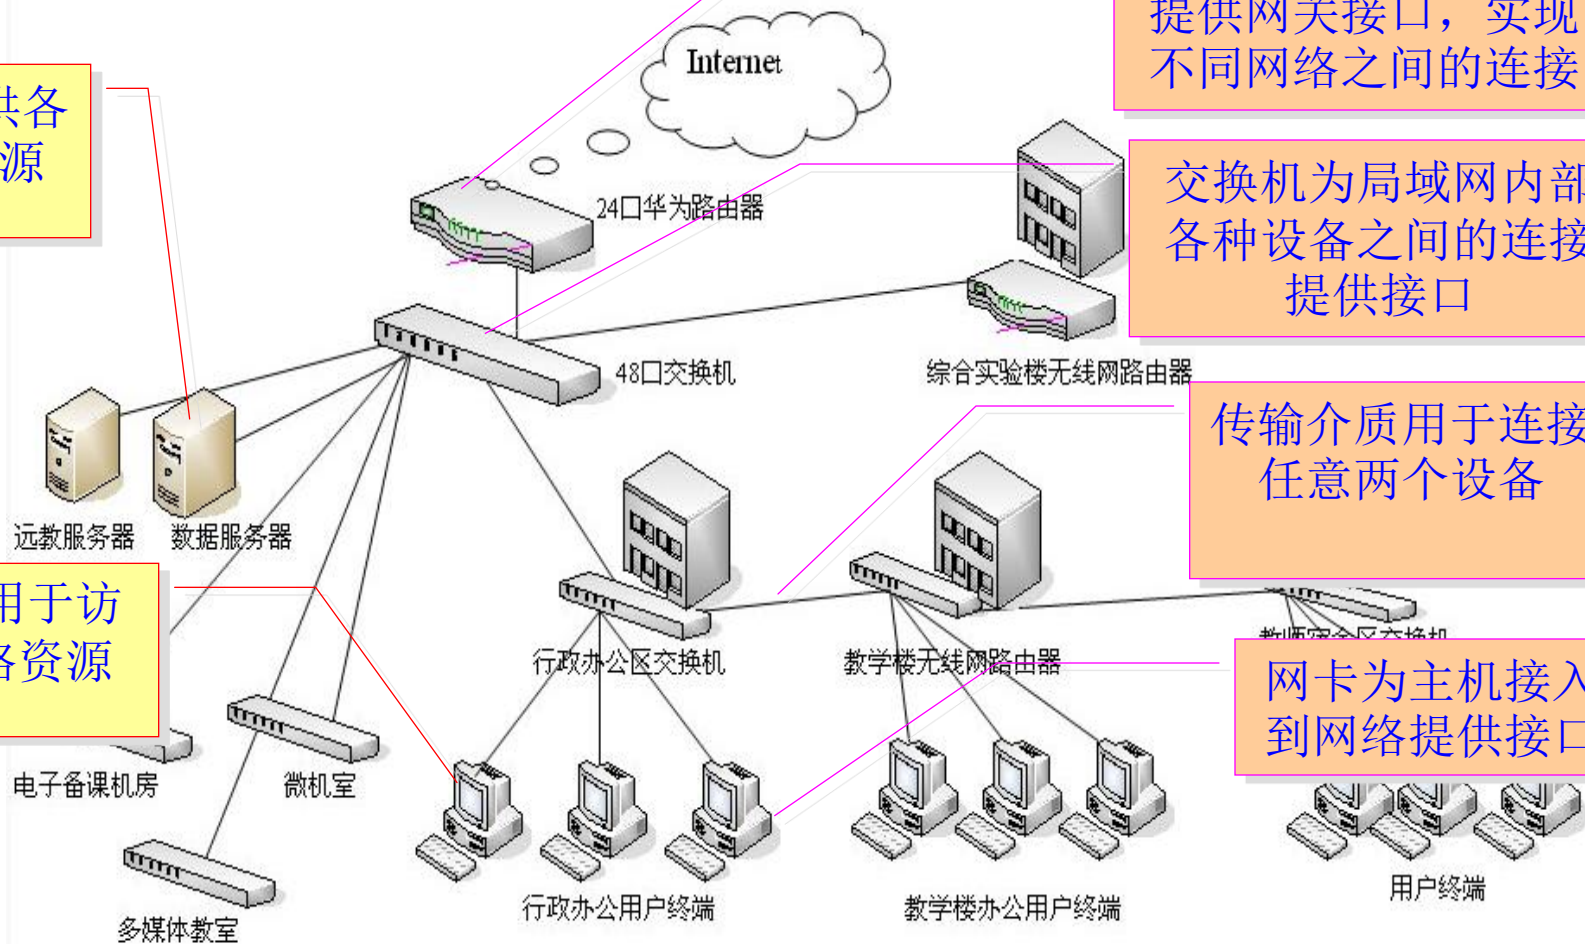 提供网关接口，实现
不同网络之间的连接
Internet
供各
源
24口华为路由器
交换机为局域网内部
各种设备之间的连接
提供接口
48口交换机
综合实验楼无线网路由器
传输介质用于连接
任意两个设备
远教服务器
数据服务器
用于访
络资源
行政办公区交换机
教学楼无线网路由器
教师宿舍区交换机
网卡为主机接入
到网络提供接口
电子备课机房
微机室
多媒体教室
行政办公用户终端
教学楼办公用户终端
用户终端